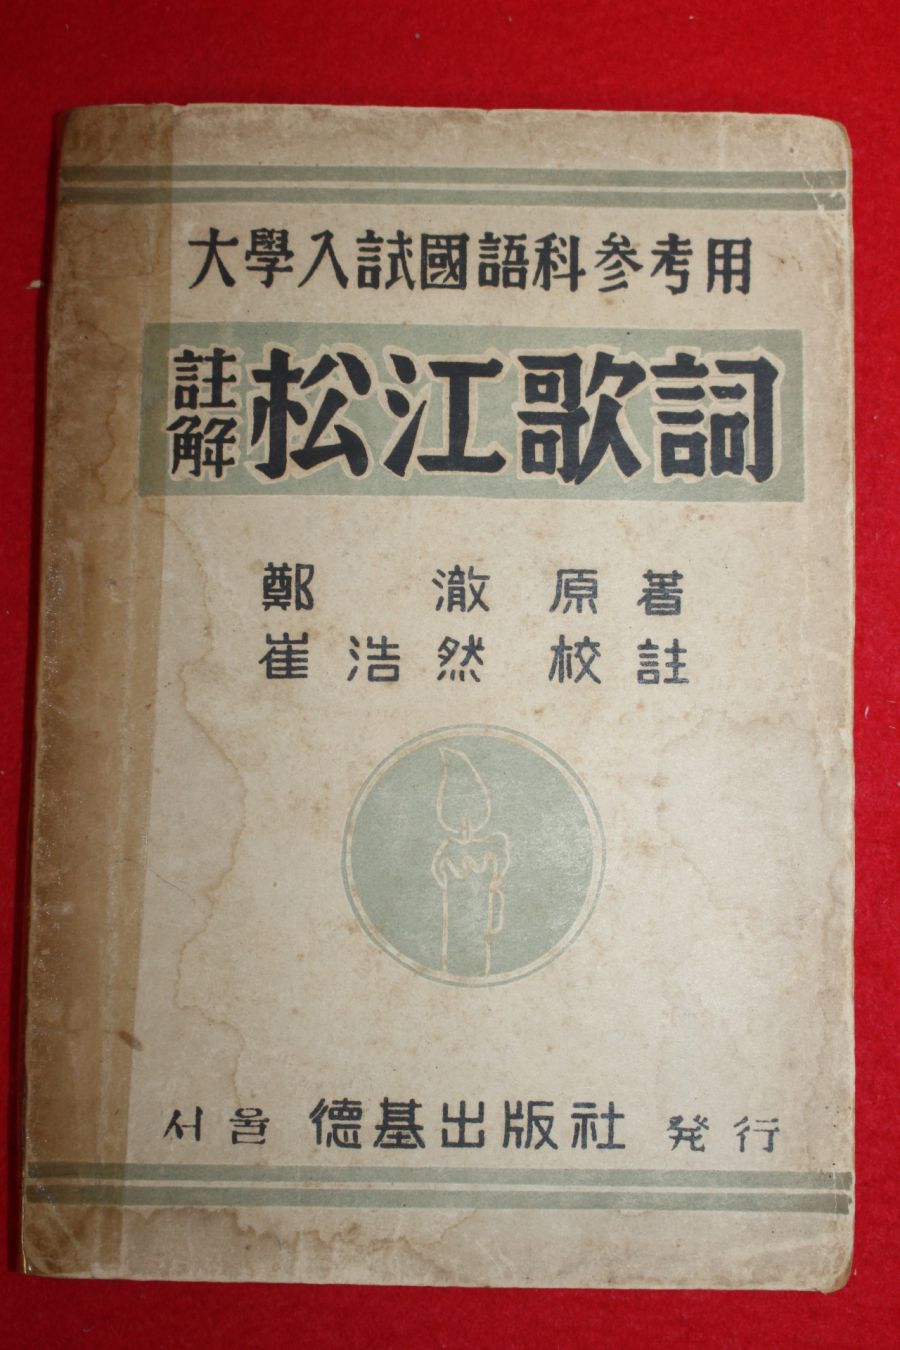 大學入試國語科参考用
註解 松江歌詞
鄭 澈 原著
崔浩然 校註
서울 德基出版社 発行